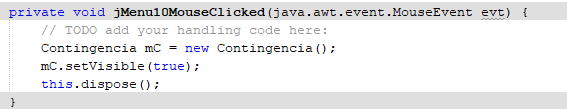 private void jMenu10MouseClicked(java.awt.event.MouseEvent evt) {
// TODO add your handling code here:
Contingencia mC = new Contingencia();
mC.setVisible(true);
this.dispose();
}